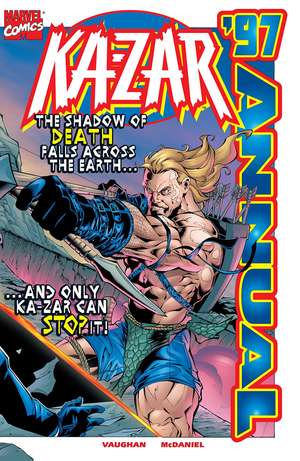 MARVEL
COMICS
KA-ZAR
'97
ANNUAL
THE SHADOW OF
DEATH
FALLS ACROSS
THE EARTH...
...AND ONLY
KA-ZAR CAN
STOP IT!
VAUGHAN McDANIEL